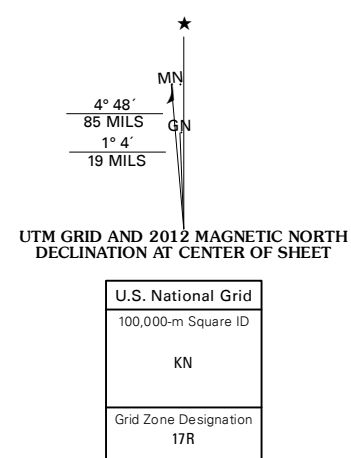 ★
MN
4° 48´
85 MILS
GN
1° 4´
19 MILS
UTM GRID AND 2012 MAGNETIC NORTH
DECLINATION AT CENTER OF SHEET
U.S. National Grid
100,000-m Square ID
KN
Grid Zone Designation
17R